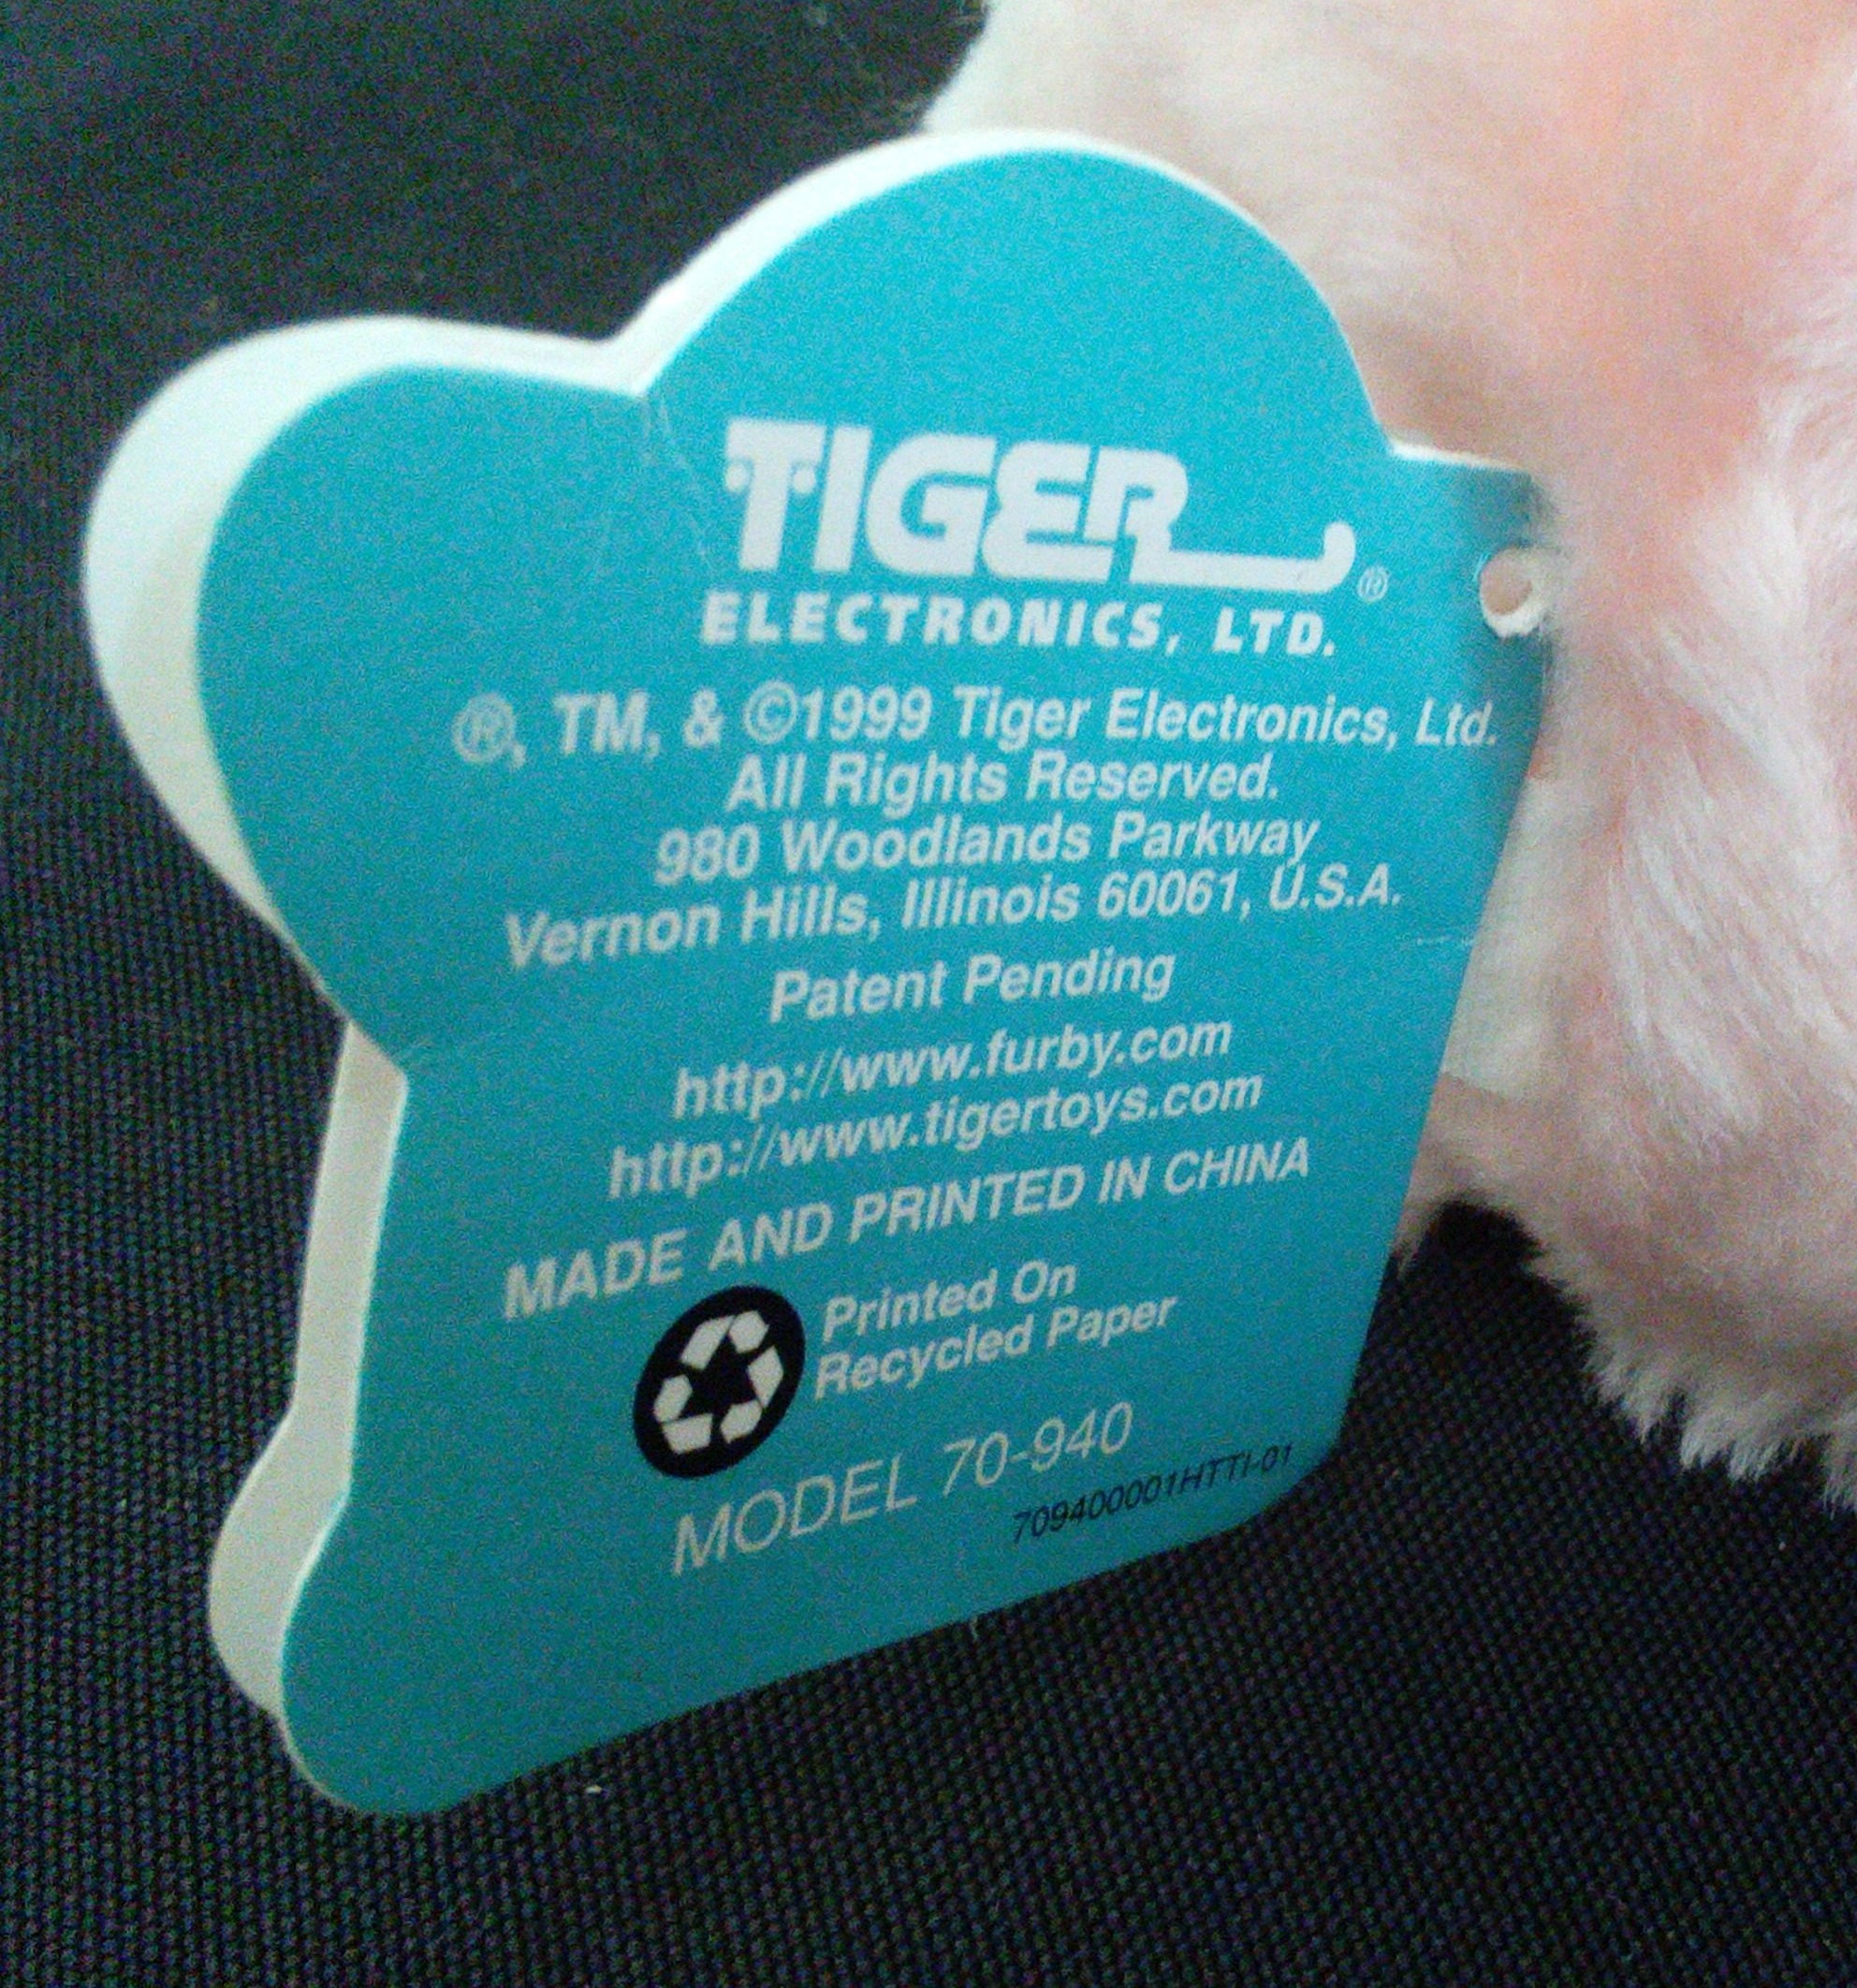 TIGER®
ELECTRONICS, LTD.
®, TM, & ©1999 Tiger Electronics, Ltd.
All Rights Reserved.
980 Woodlands Parkway
Vernon Hills, Illinois 60061, U.S.A.
Patent Pending
http://www.furby.com
http://www.tigertoys.com
MADE AND PRINTED IN CHINA
Printed On
Recycled Paper
MODEL 70-940
709400001HTTI-01